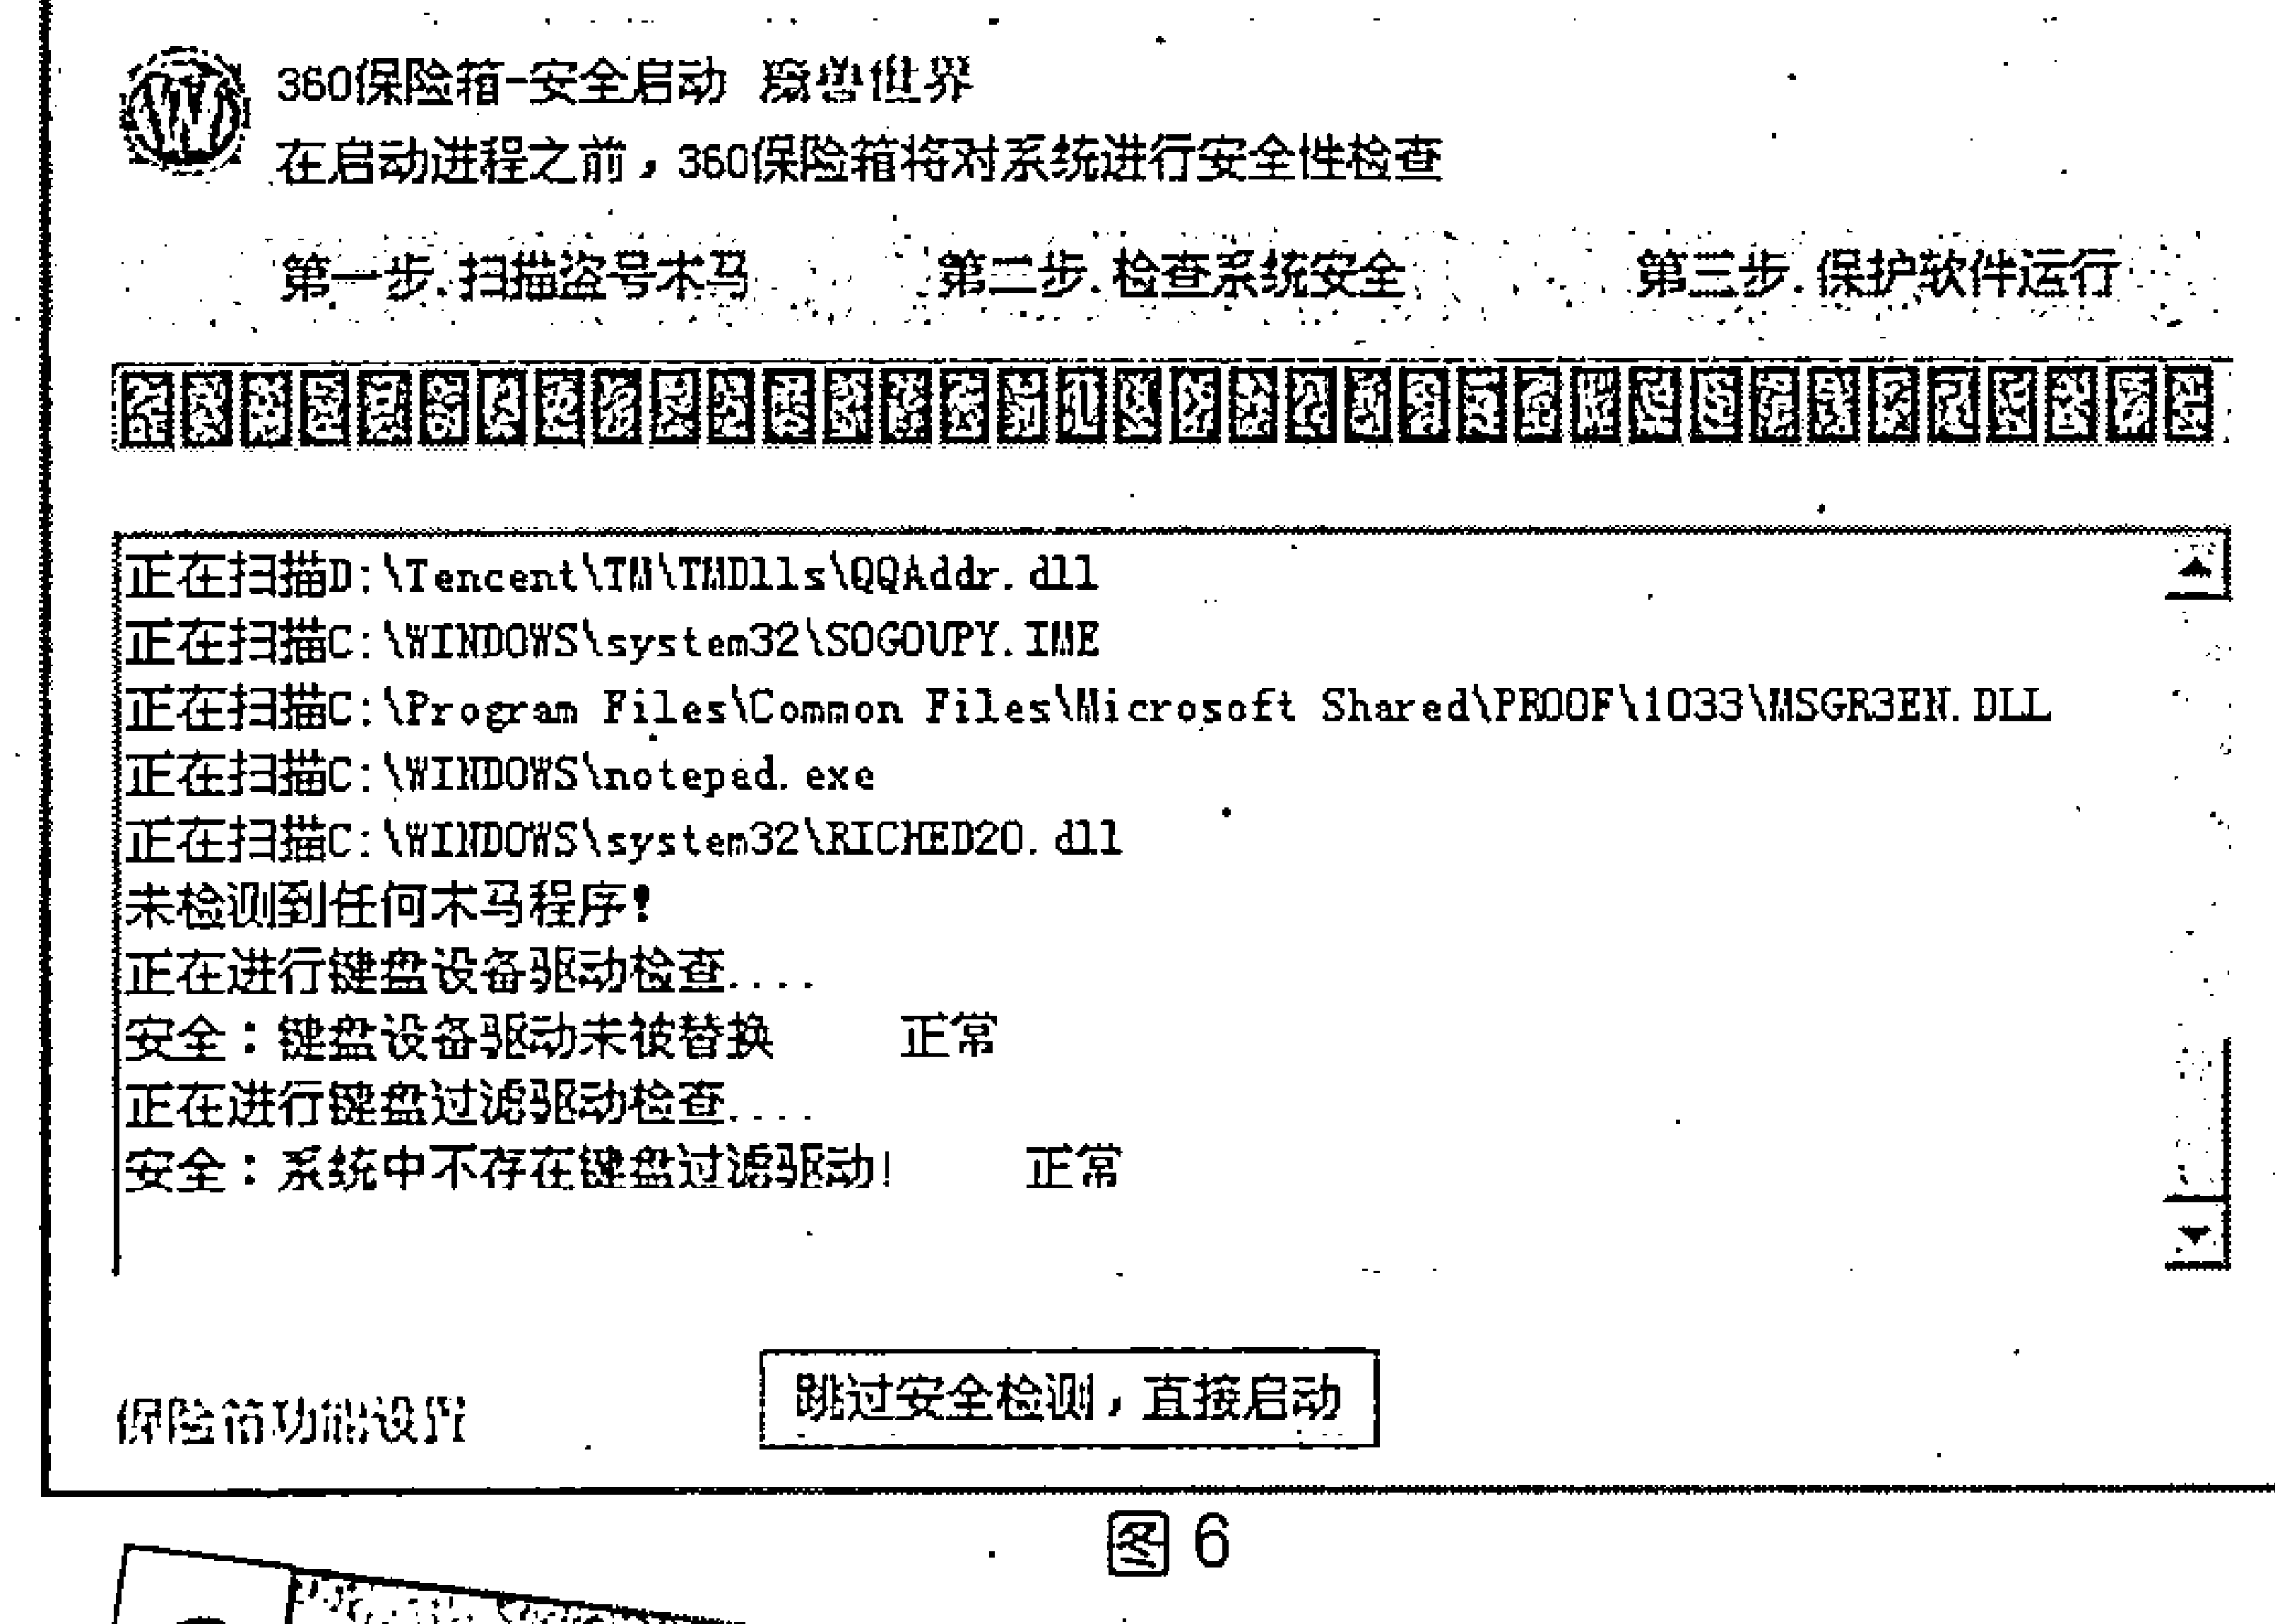 360保险箱-安全启动 魔兽世界
在启动进程之前，360保险箱将对系统进行安全性检查
第一步.扫描盗号木马 第二步.检查系统安全 第三步.保护软件运行
正在扫描D:\Tencent\TM\TMDlls\QQAddr.dll
正在扫描C:\WINDOWS\system32\SOGOUPY.IME
正在扫描C:\Program Files\Common Files\Microsoft Shared\PROOF\1033\MSGR3EN.DLL
正在扫描C:\WINDOWS\notepad.exe
正在扫描C:\WINDOWS\system32\RICHED20.dll
未检测到任何木马程序！
正在进行键盘设备驱动检查....
安全：键盘设备驱动未被替换 正常
正在进行键盘过滤驱动检查....
安全：系统中不存在键盘过滤驱动! 正常
跳过安全检测，直接启动
保险箱功能设置
图 6